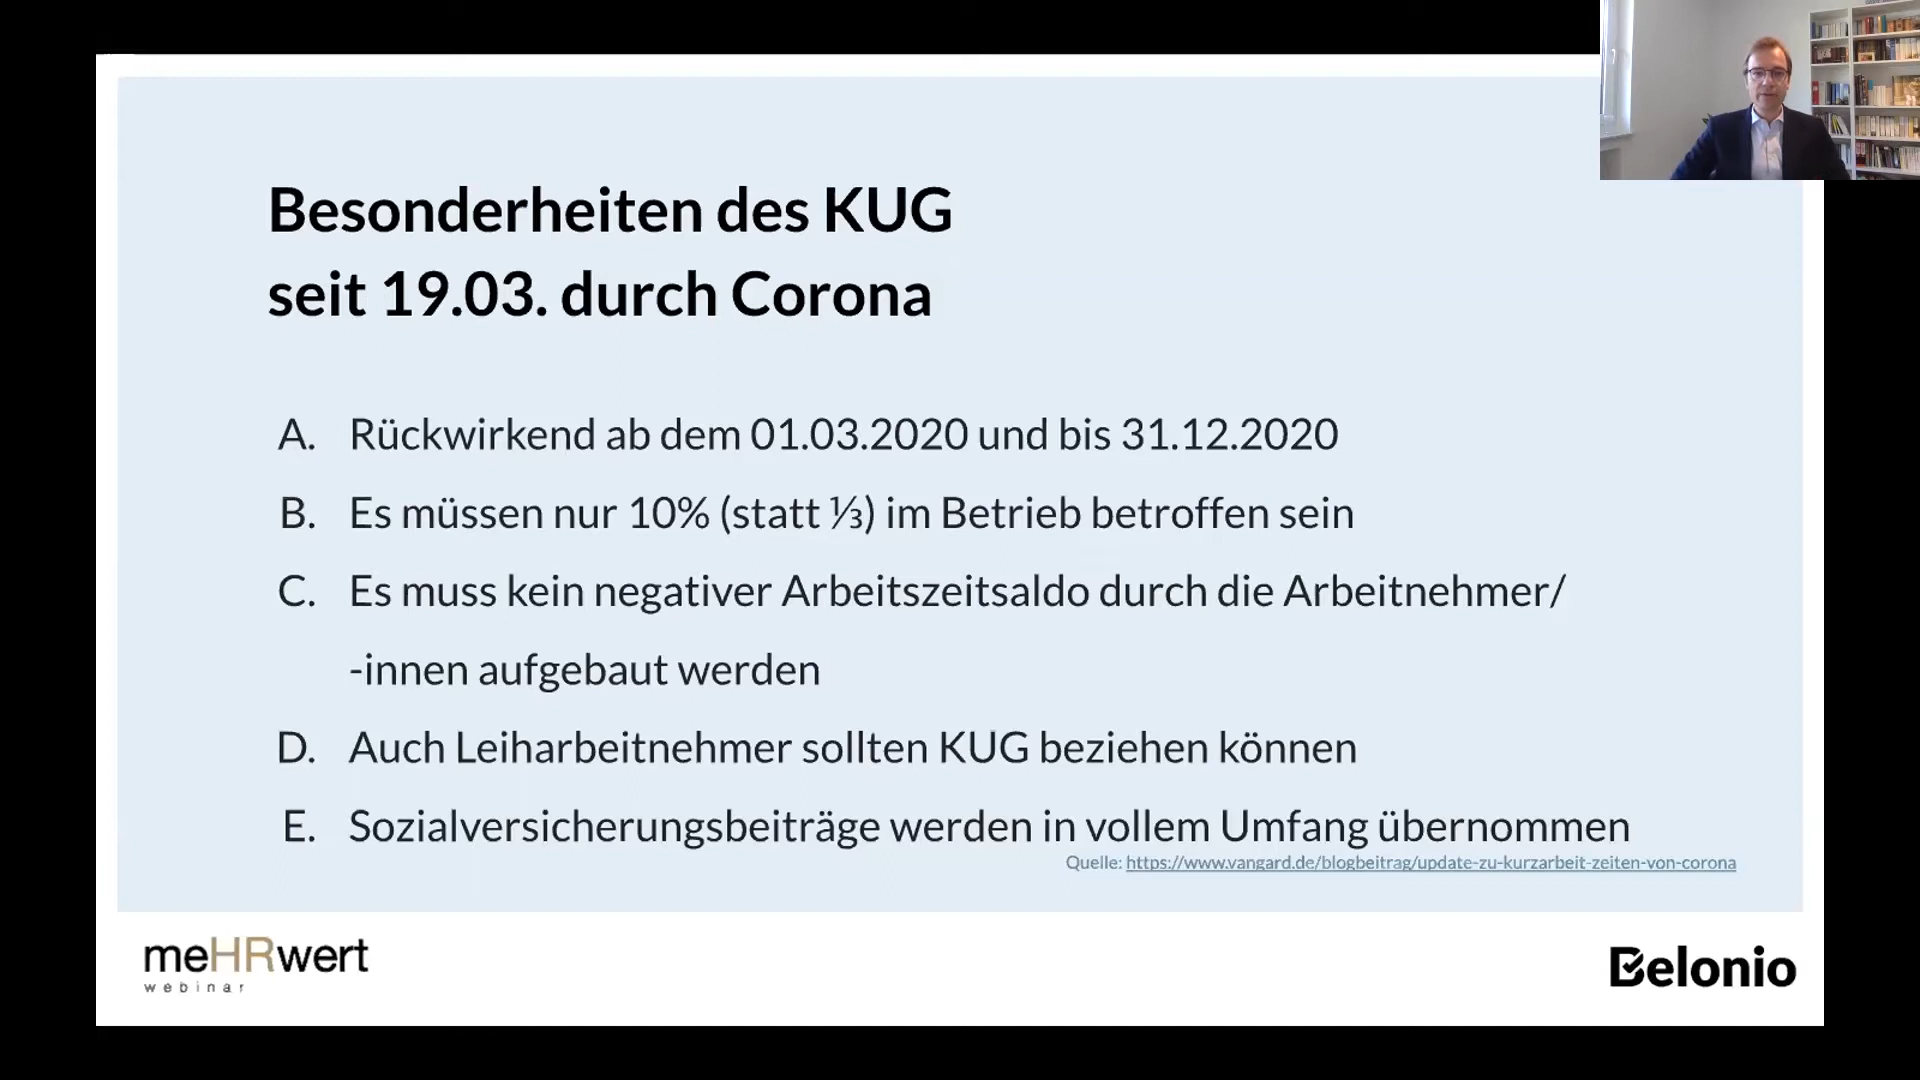 Besonderheiten des KUG
seit 19.03. durch Corona
A. Rückwirkend ab dem 01.03.2020 und bis 31.12.2020
B. Es müssen nur 10% (statt ⅓) im Betrieb betroffen sein
C. Es muss kein negativer Arbeitszeitsaldo durch die Arbeitnehmer/
-innen aufgebaut werden
D. Auch Leiharbeitnehmer sollten KUG beziehen können
E. Sozialversicherungsbeiträge werden in vollem Umfang übernommen
Quelle: https://www.vangard.de/blogbeitrag/update-zu-kurzarbeit-zeiten-von-corona
meHRwert
webinar
Belonio